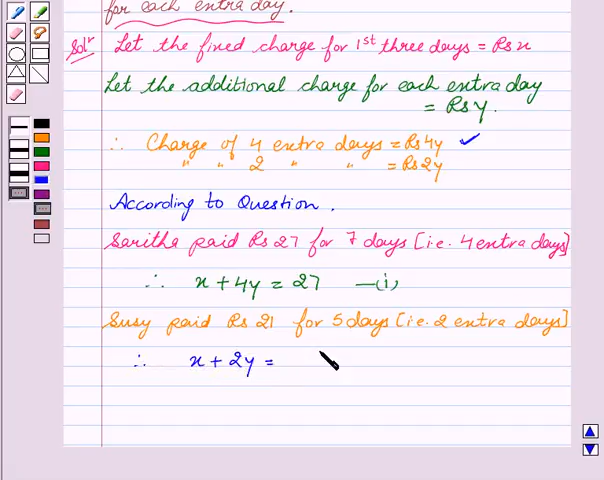 for each extra day.
Solⁿ Let the fixed charge for 1st three days = Rs x
Let the additional charge for each extra day
= Rs y.
∴ Charge of 4 extra days = Rs 4y ✓
" " 2 " " = Rs 2y
According to Question.
Saritha paid Rs 27 for 7 days [i.e. 4 extra days]
∴ x + 4y = 27 —(i)
Susy paid Rs 21 for 5 days [i.e. 2 extra days]
∴ x + 2y =